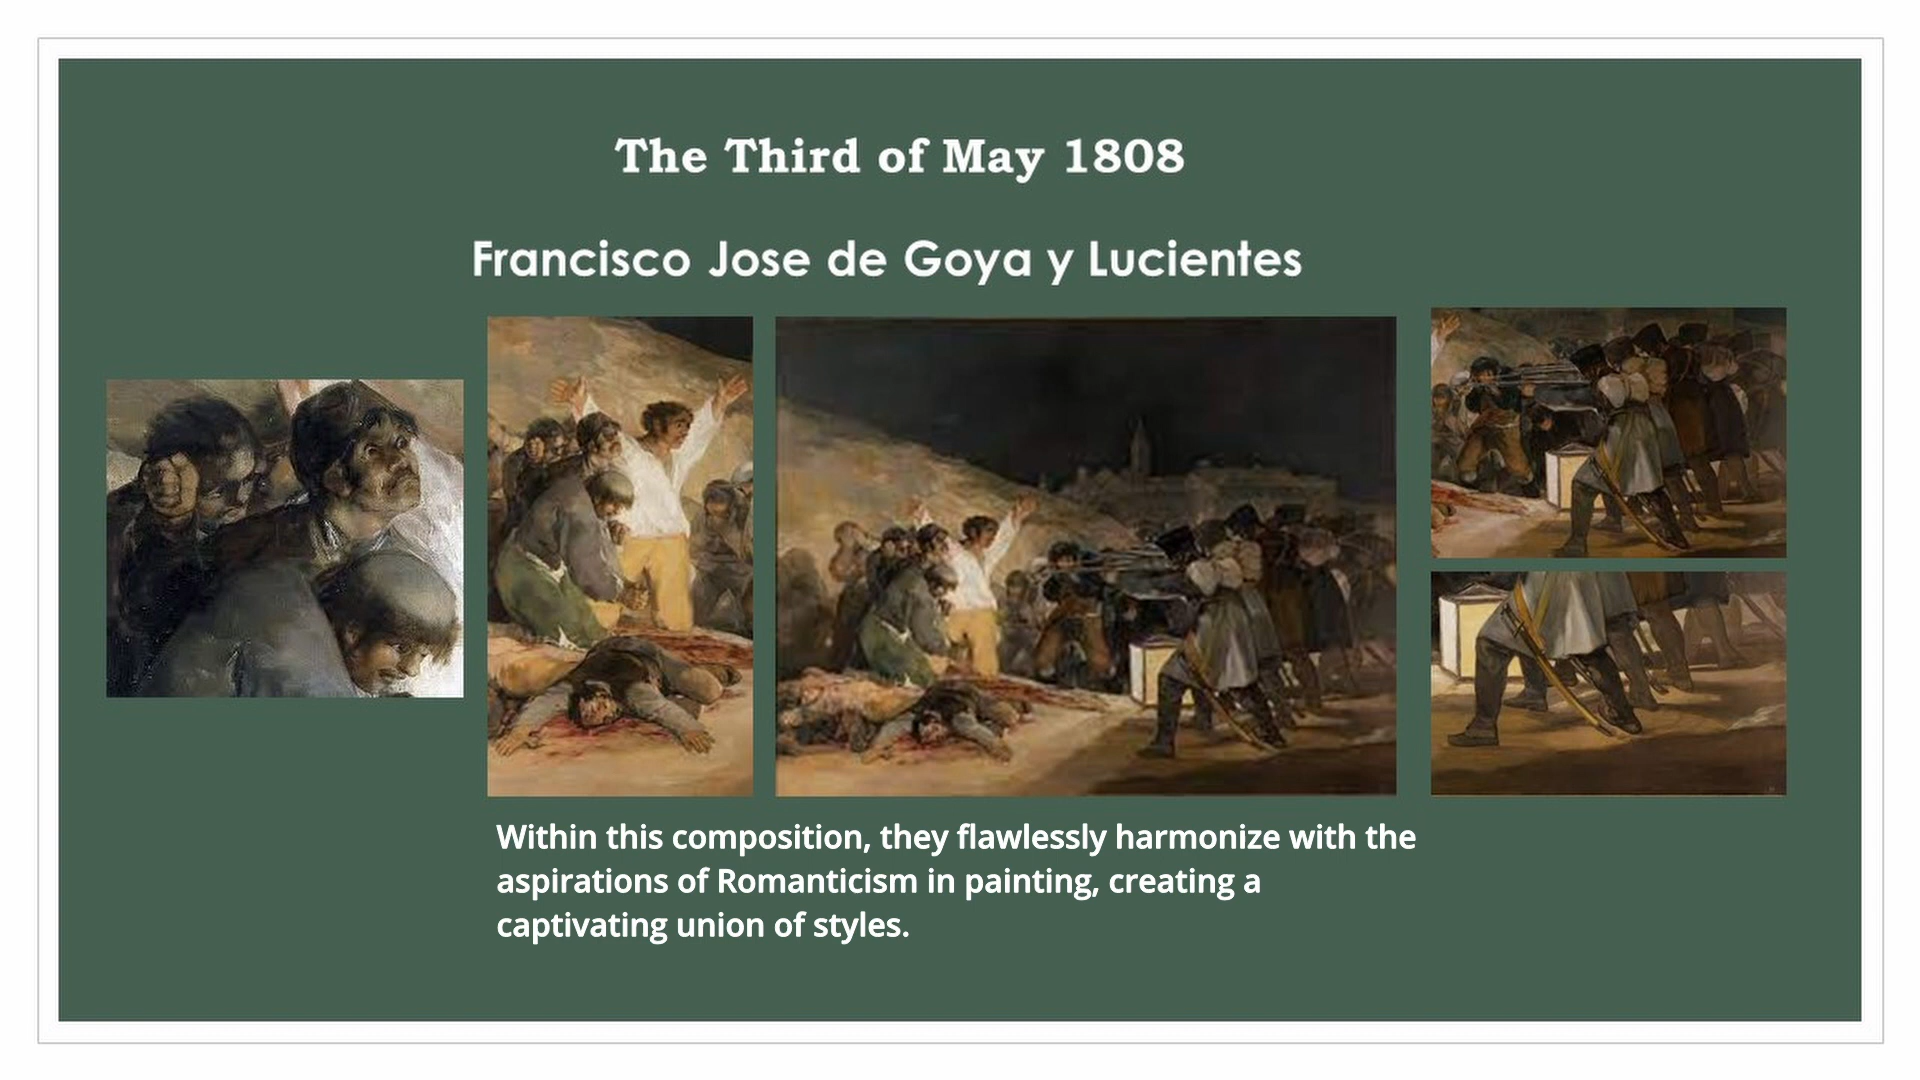 The Third of May 1808
Francisco Jose de Goya y Lucientes
Within this composition, they flawlessly harmonize with the
aspirations of Romanticism in painting, creating a
captivating union of styles.